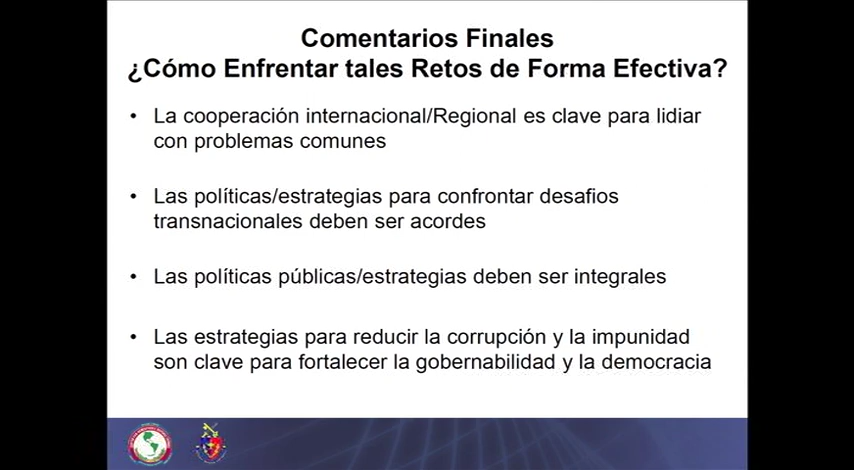 Comentarios Finales
¿Cómo Enfrentar tales Retos de Forma Efectiva?
• La cooperación internacional/Regional es clave para lidiar
con problemas comunes
• Las políticas/estrategias para confrontar desafios
transnacionales deben ser acordes
• Las políticas públicas/estrategias deben ser integrales
• Las estrategias para reducir la corrupción y la impunidad
son clave para fortalecer la gobernabilidad y la democracia